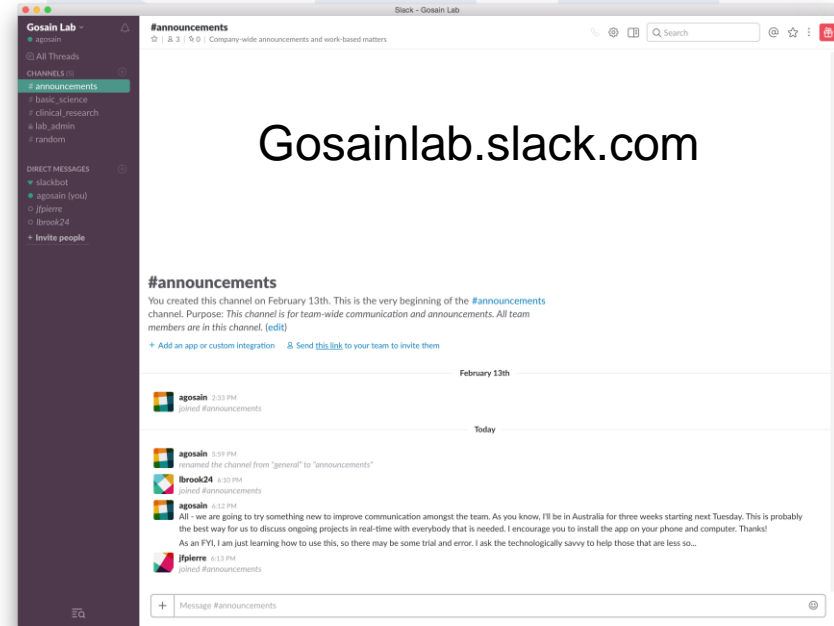 Slack - Gosain Lab
Gosain Lab
agosain
All Threads
CHANNELS (5)
# announcements
# basic_science
# clinical_research
lab_admin
# random
DIRECT MESSAGES
slackbot
agosain (you)
jfpierre
lbrook24
+ Invite people
#announcements
3 | 0 | Company-wide announcements and work-based matters
Search
Gosainlab.slack.com
#announcements
You created this channel on February 13th. This is the very beginning of the #announcements
channel. Purpose: This channel is for team-wide communication and announcements. All team
members are in this channel. (edit)
+ Add an app or custom integration Send this link to your team to invite them
February 13th
agosain 2:33 PM
joined #announcements
Today
agosain 5:59 PM
renamed the channel from "general" to "announcements"
lbrook24 6:10 PM
joined #announcements
agosain 6:12 PM
All - we are going to try something new to improve communication amongst the team. As you know, I'll be in Australia for three weeks starting next Tuesday. This is probably
the best way for us to discuss ongoing projects in real-time with everybody that is needed. I encourage you to install the app on your phone and computer. Thanks!
As an FYI, I am just learning how to use this, so there may be some trial and error. I ask the technologically savvy to help those that are less so...
jfpierre 6:13 PM
joined #announcements
+ Message #announcements